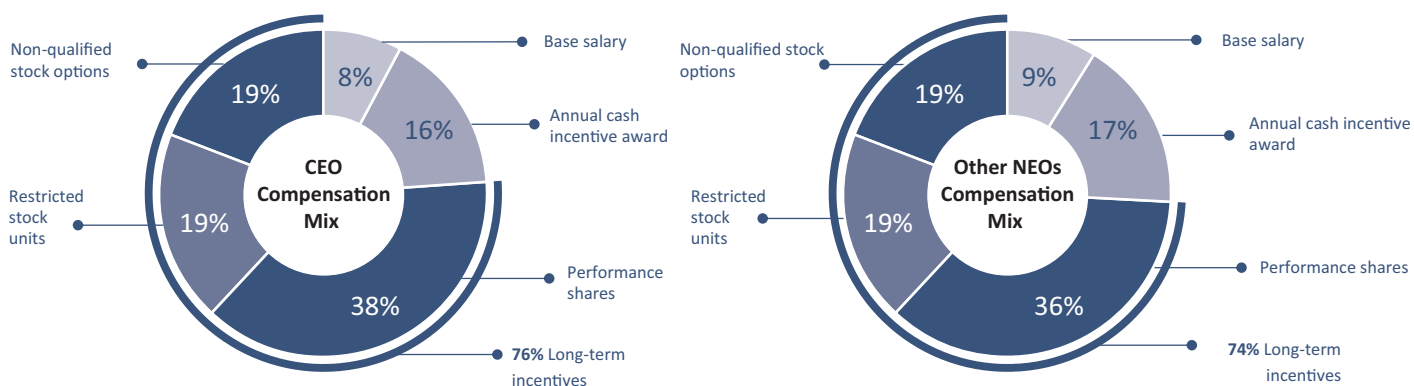 Non-qualified
stock options
Base salary
19%
8%
16%
Annual cash
incentive award
CEO
Compensation
Mix
Restricted
stock
units
19%
38%
Performance
shares
76% Long-term
incentives
Non-qualified stock
options
Base salary
19%
9%
17%
Annual cash incentive
award
Other NEOs
Compensation
Mix
Restricted
stock
units
19%
36%
Performance shares
74% Long-term
incentives